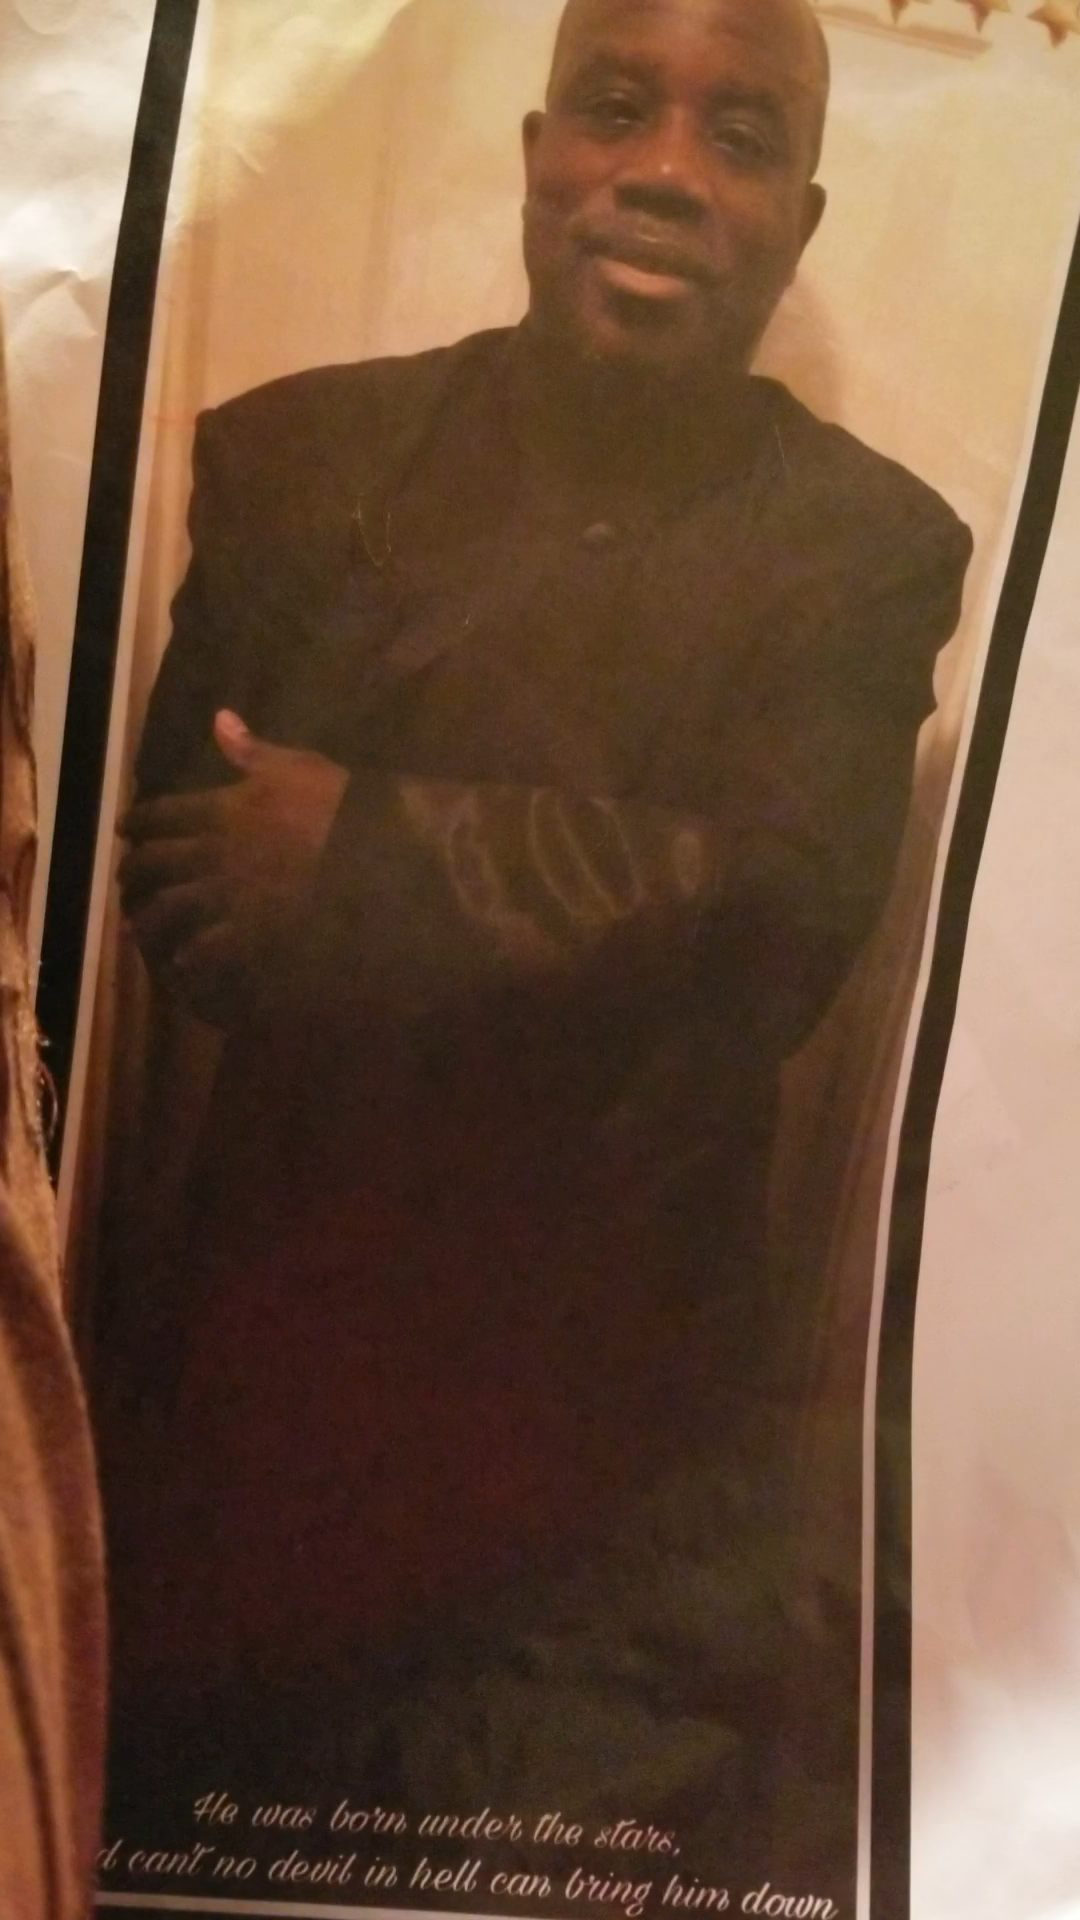 He was born under the stars,
can't no devil in hell can bring him down